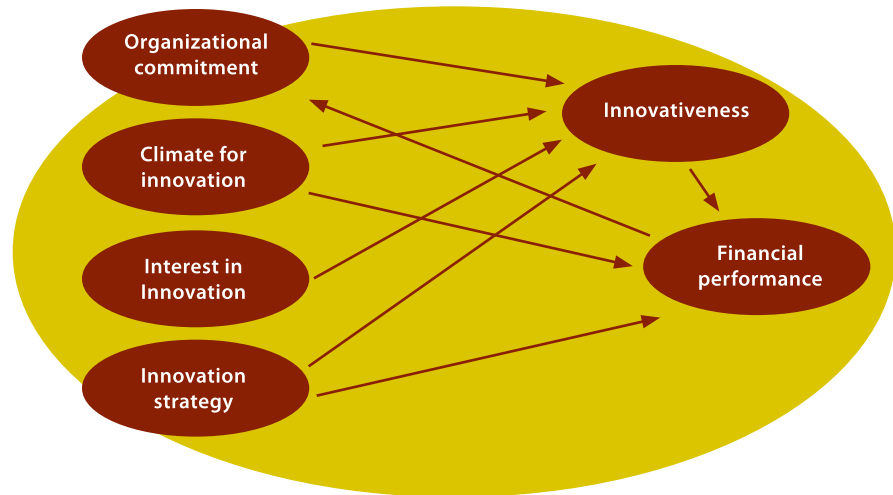 Organizational
commitment
Climate for
innovation
Interest in
Innovation
Innovation
strategy
Innovativeness
Financial
performance